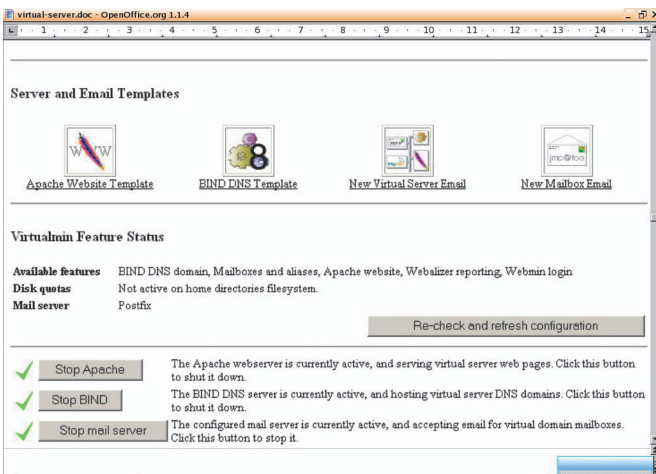 virtual-server.doc - OpenOffice.org 1.1.4
1 2 3 4 5 6 7 8 9 10 11 12 13 14 15
Server and Email Templates
WWW
8
jmc@foo
Apache Website Template BIND DNS Template New Virtual Server Email New Mailbox Email
Virtualmin Feature Status
Available features BIND DNS domain, Mailboxes and aliases, Apache website, Webalizer reporting, Webmin login
Disk quotas Not active on home directories filesystem.
Mail server Postfix
Re-check and refresh configuration
Stop Apache
The Apache webserver is currently active, and serving virtual server web pages. Click this button
to shut it down.
Stop BIND
The BIND DNS server is currently active, and hosting virtual server DNS domains. Click this button
to shut it down.
Stop mail server
The configured mail server is currently active, and accepting email for virtual domain mailboxes.
Click this button to stop it.